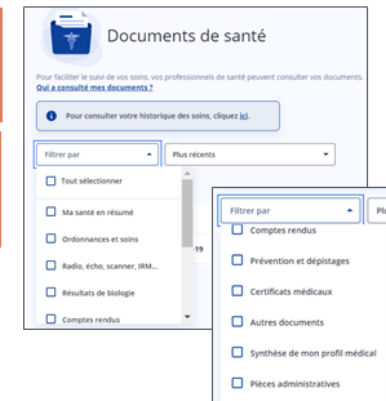 Documents de santé
Pour faciliter le suivi de vos soins, vos professionnels de santé peuvent consulter vos documents.
Qui a consulté mes documents ?
Pour consulter votre historique des soins, cliquez ici.
Filtrer par
Plus récents
Tout sélectionner
Ma santé en résumé
Ordonnances et soins
Radio, écho, scanner, IRM...
Résultats de biologie
Comptes rendus
-19
Filtrer par
Comptes rendus
Prévention et dépistages
Certificats médicaux
Autres documents
Synthèse de mon profil médical
Pièces administratives